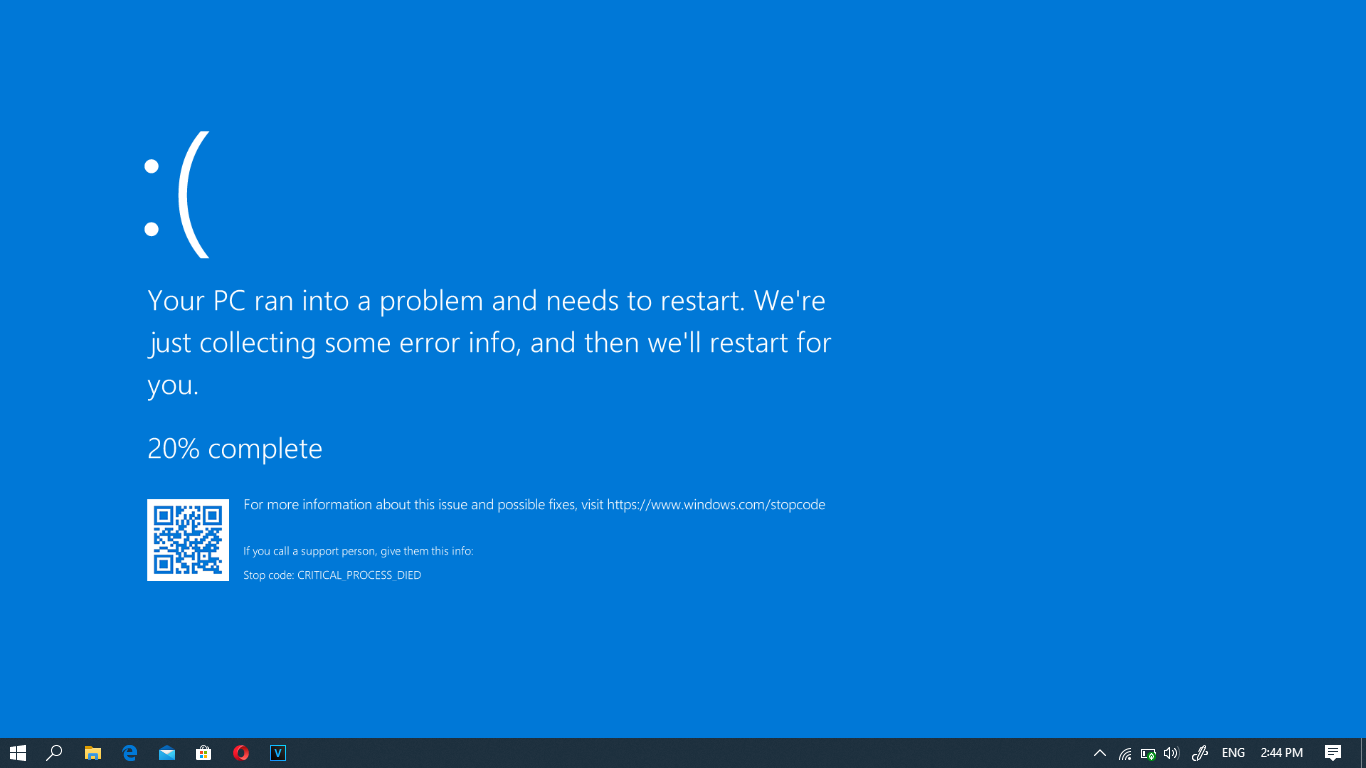 :(
Your PC ran into a problem and needs to restart. We're
just collecting some error info, and then we'll restart for
you.
20% complete
For more information about this issue and possible fixes, visit https://www.windows.com/stopcode
If you call a support person, give them this info:
Stop code: CRITICAL_PROCESS_DIED
V
ENG
2:44 PM